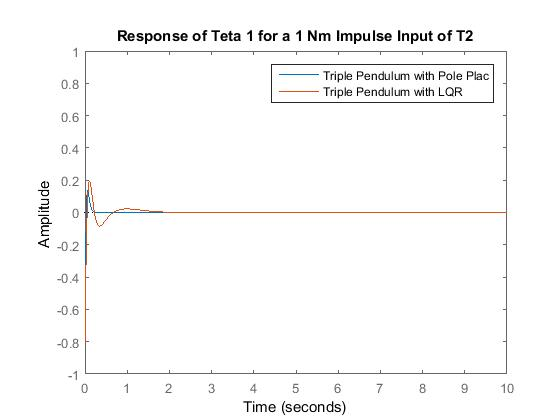 Response of Teta 1 for a 1 Nm Impulse Input of T2
Triple Pendulum with Pole Plac
Triple Pendulum with LQR
Amplitude
1
0.8
0.6
0.4
0.2
0
-0.2
-0.4
-0.6
-0.8
-1
0 1 2 3 4 5 6 7 8 9 10
Time (seconds)